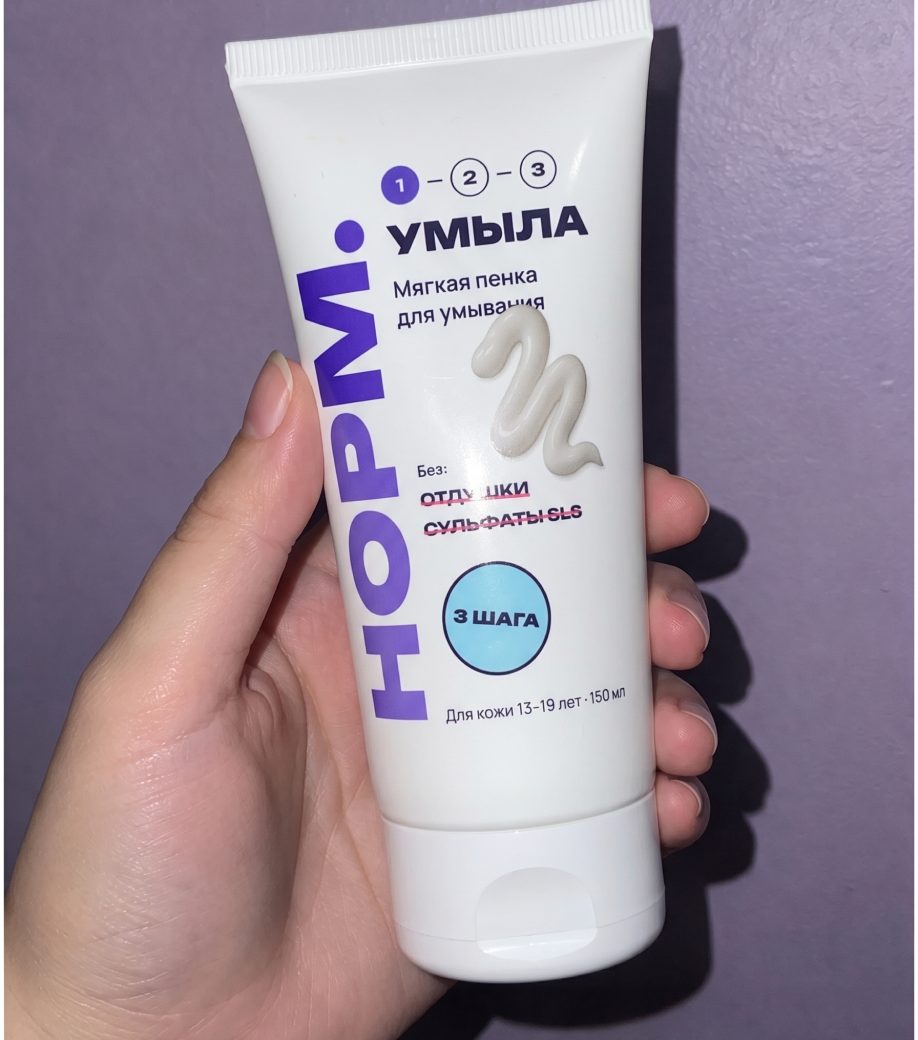 1 – 2 – 3
УМЫЛА
НОРМ.
Мягкая пенка
для умывания
Без:
ОТДУШКИ
СУЛЬФАТЫ SLS
3 ШАГА
Для кожи 13-19 лет · 150 мл